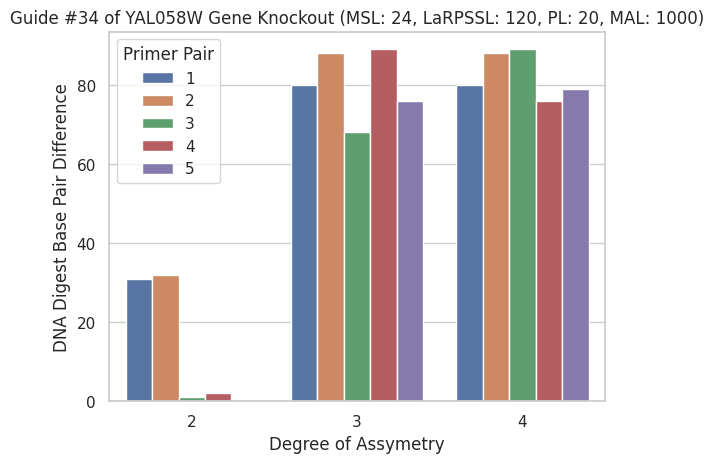 Guide #34 of YAL058W Gene Knockout (MSL: 24, LaRPSSL: 120, PL: 20, MAL: 1000)
Primer Pair
1
2
3
4
5
DNA Digest Base Pair Difference
80
60
40
20
0
2 3 4
Degree of Assymetry